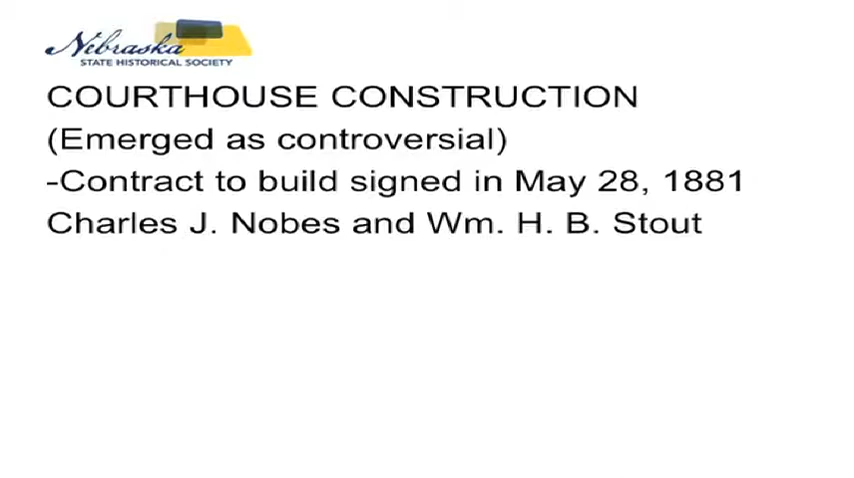 Nebraska
STATE HISTORICAL SOCIETY
COURTHOUSE CONSTRUCTION
(Emerged as controversial)
-Contract to build signed in May 28, 1881
Charles J. Nobes and Wm. H. B. Stout